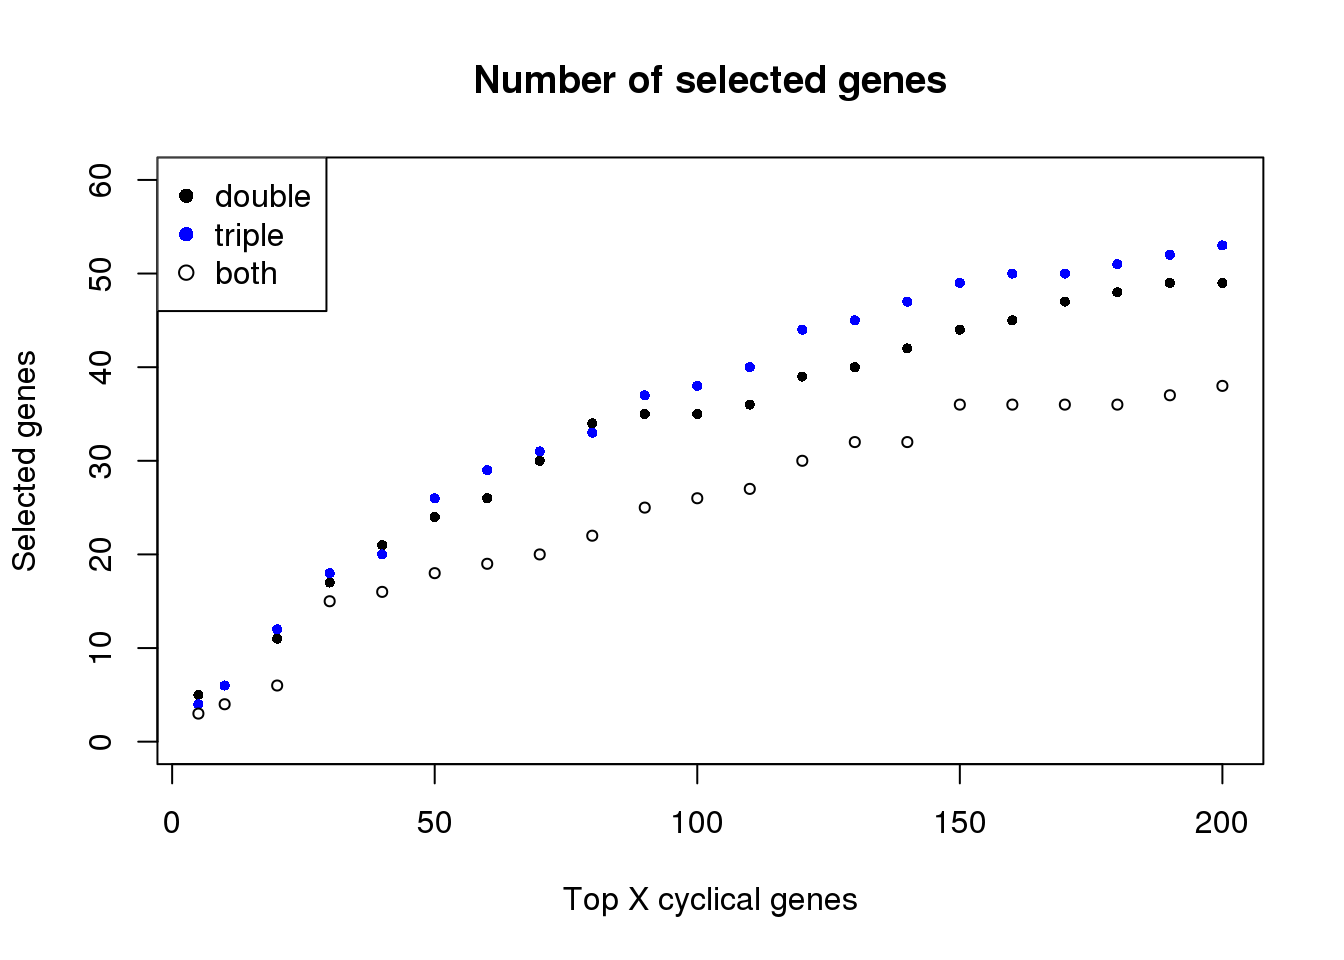 Number of selected genes
double
triple
both
Selected genes
60
50
40
30
20
10
0
0 50 100 150 200
Top X cyclical genes